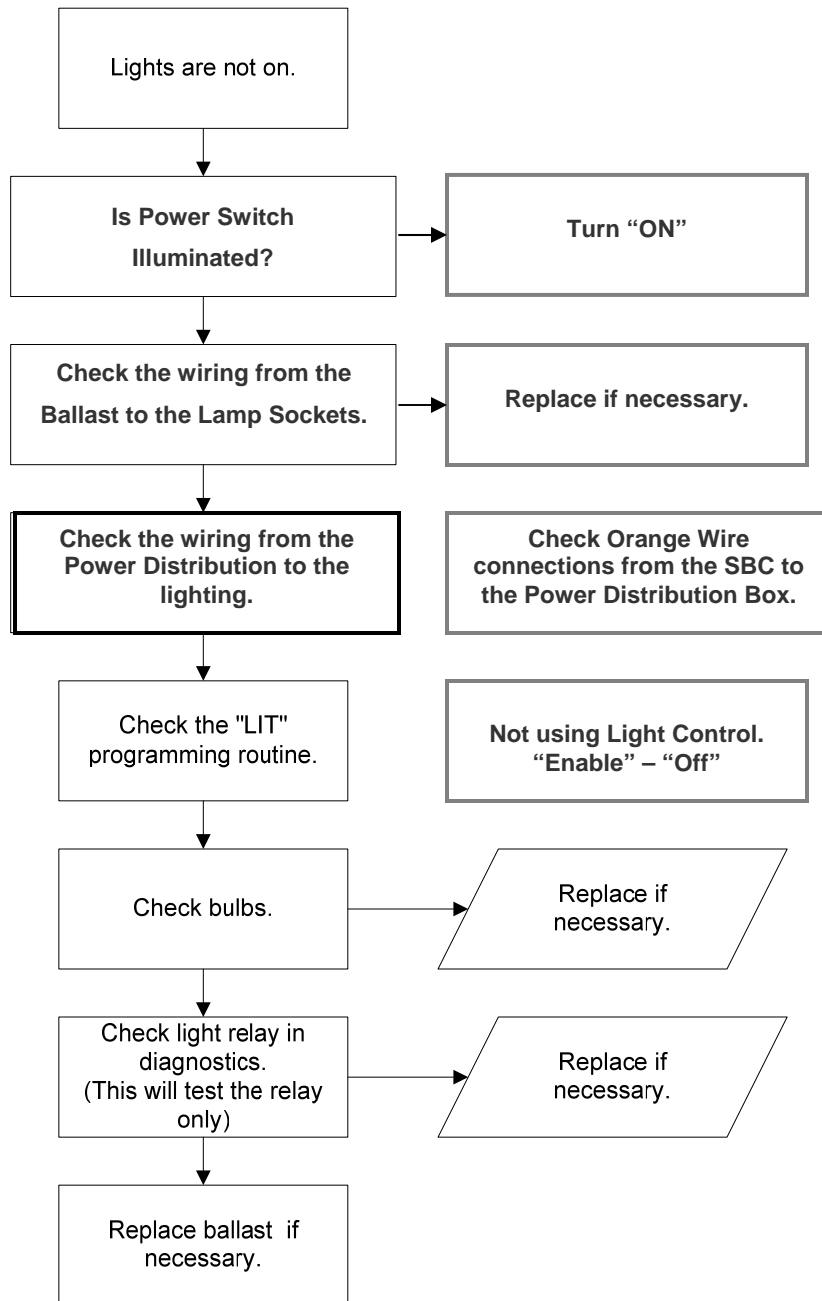 Lights are not on.
Is Power Switch
Illuminated?
Turn “ON”
Check the wiring from the
Ballast to the Lamp Sockets.
Replace if necessary.
Check the wiring from the
Power Distribution to the
lighting.
Check Orange Wire
connections from the SBC to
the Power Distribution Box.
Check the "LIT"
programming routine.
Not using Light Control.
“Enable” – “Off”
Check bulbs.
Replace if
necessary.
Check light relay in
diagnostics.
(This will test the relay
only)
Replace if
necessary.
Replace ballast if
necessary.